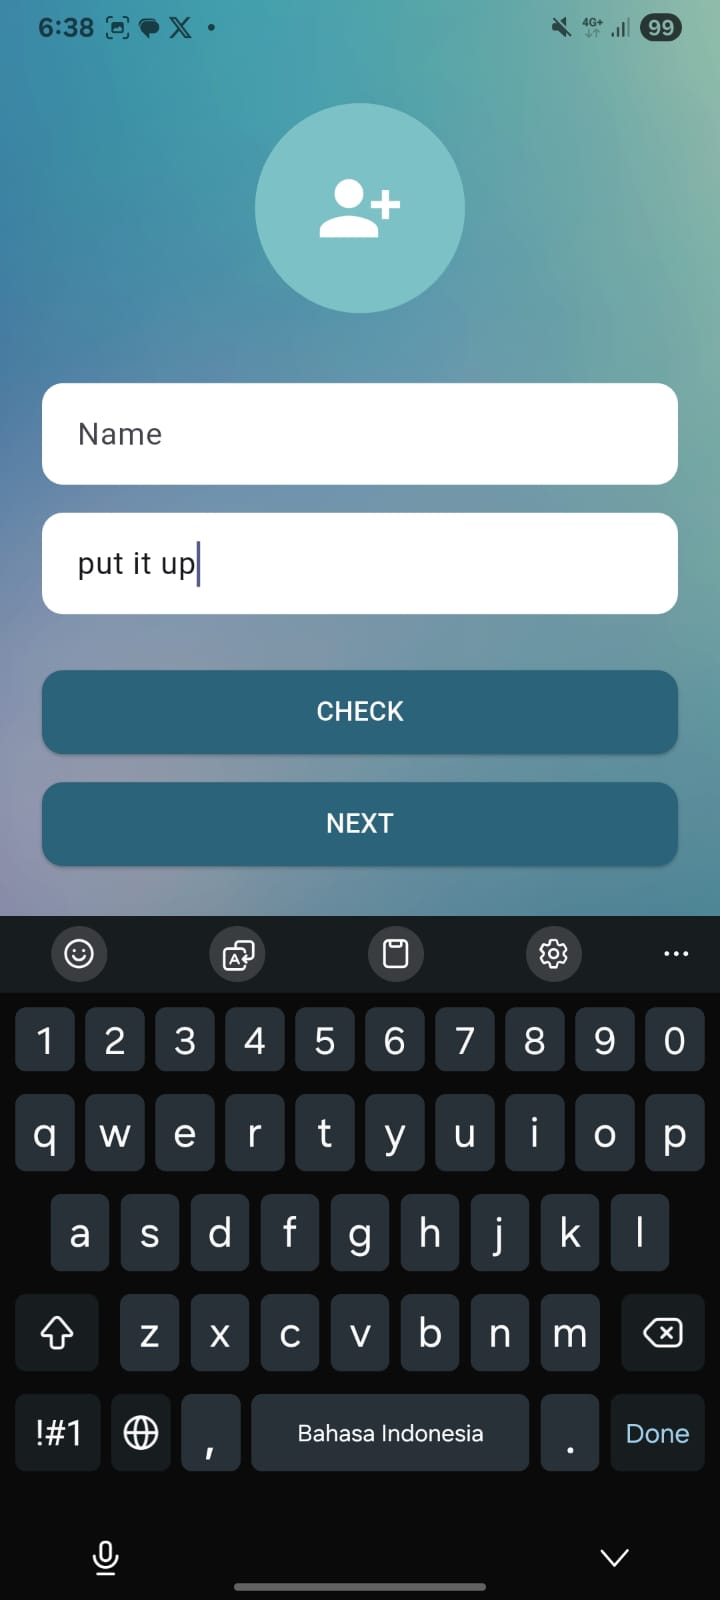 6:38 4G+ 99
Name
put it up
CHECK
NEXT
1 2 3 4 5 6 7 8 9 0
q w e r t y u i o p
a s d f g h j k l
z x c v b n m
!#1 , Bahasa Indonesia . Done